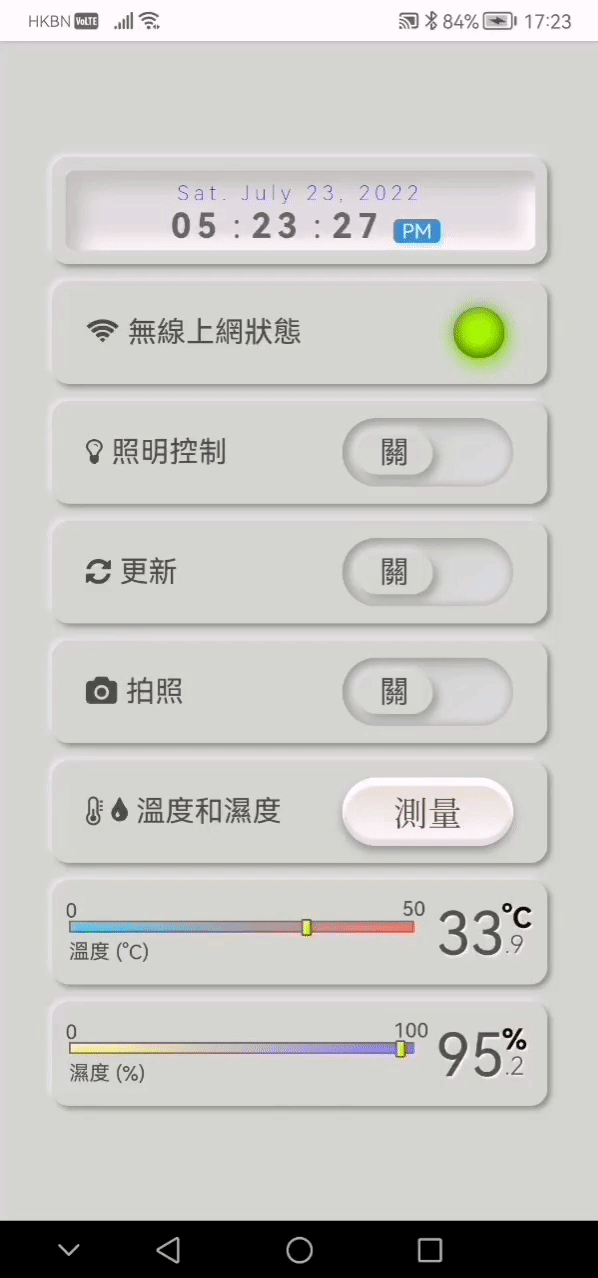 HKBN VoLTE 84% 17:23
Sat. July 23, 2022
05 : 23 : 27 PM
無線上網狀態
照明控制 關
更新 關
拍照 關
溫度和濕度 測量
0 50 33.9 °C
溫度 (°C)
0 100 95.2 %
濕度 (%)